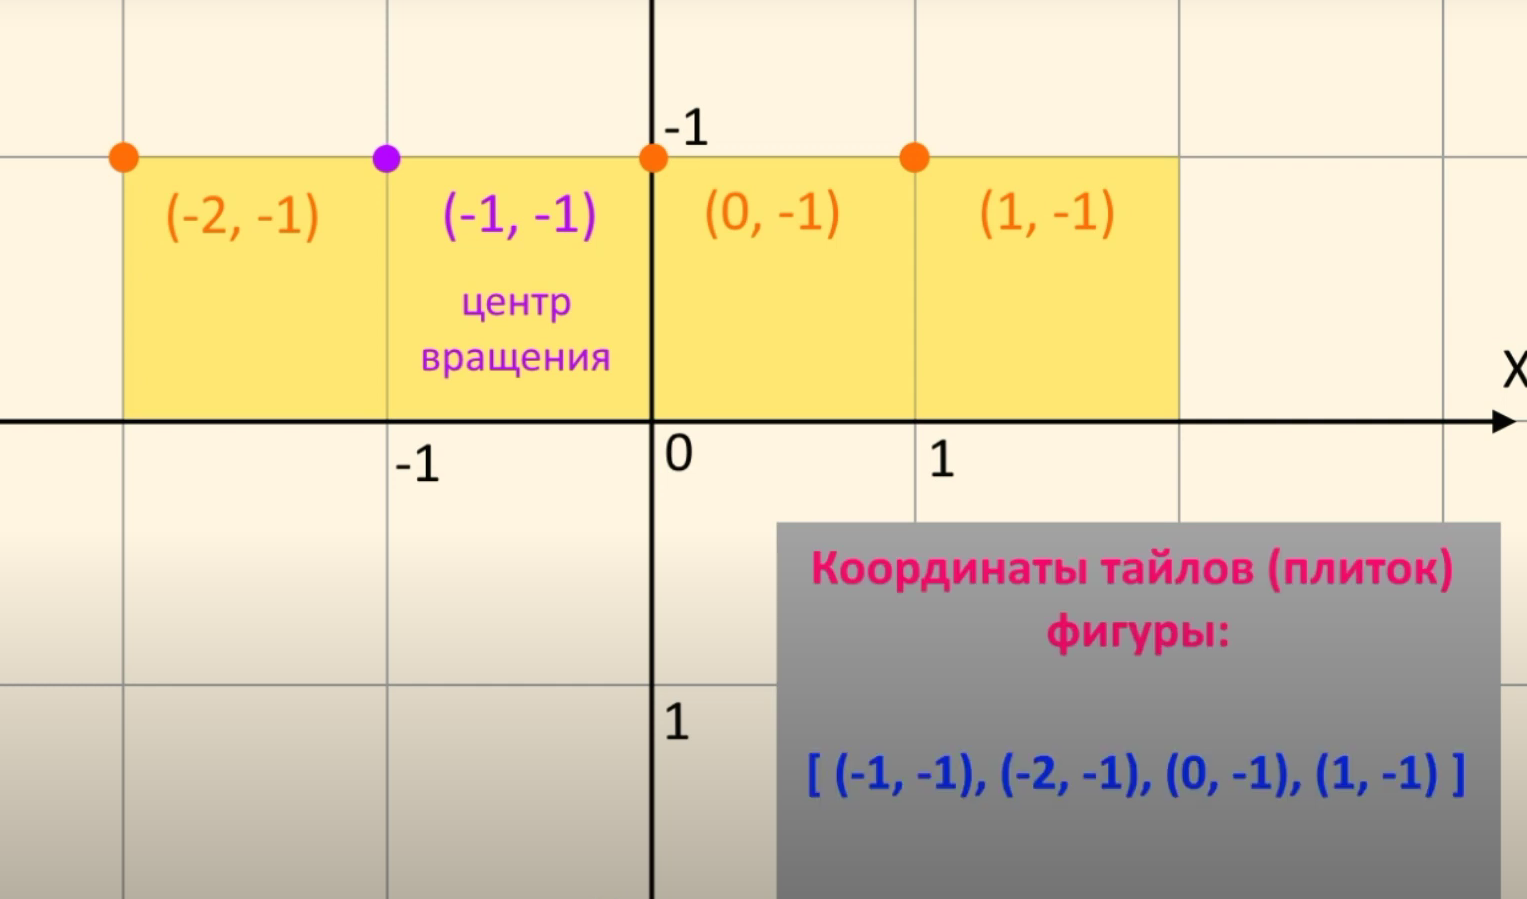 -1
(-2, -1) (-1, -1) (0, -1) (1, -1)
центр
вращения
X
-1 0 1
Координаты тайлов (плиток)
фигуры:
1
[ (-1, -1), (-2, -1), (0, -1), (1, -1) ]